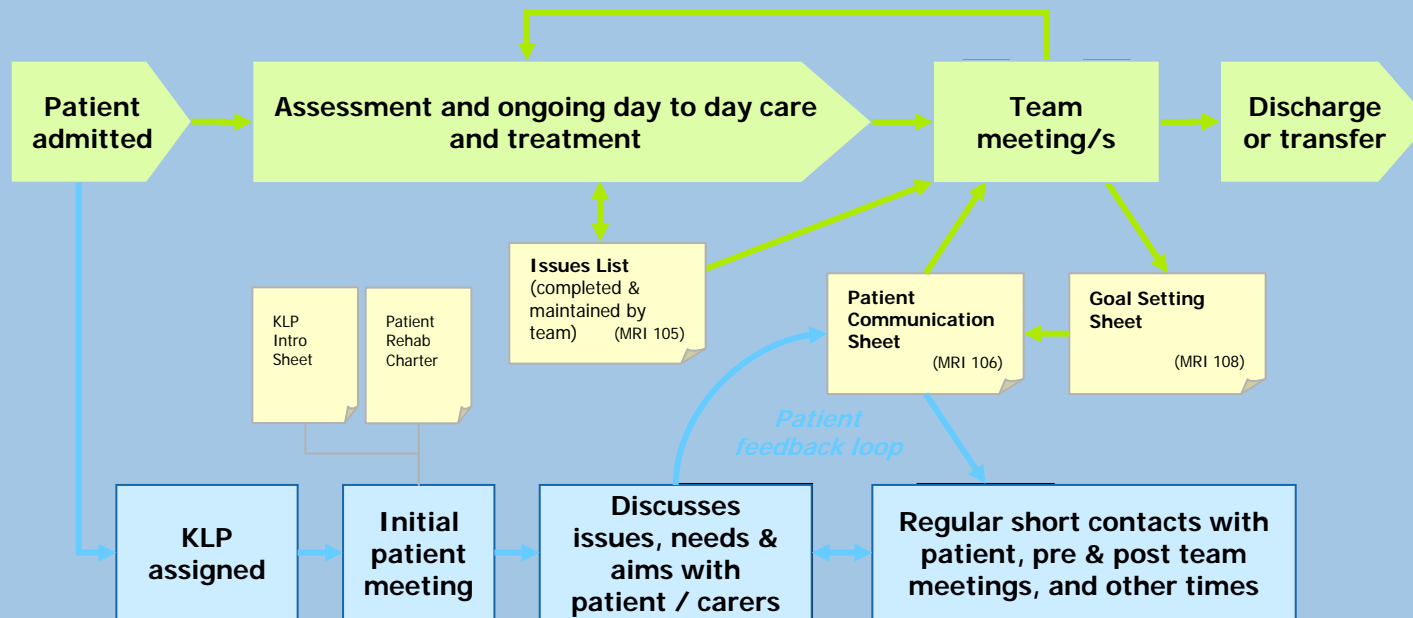 Patient
admitted
Assessment and ongoing day to day care
and treatment
Team
meeting/s
Discharge
or transfer
Issues List
(completed &
maintained by
team) (MRI 105)
KLP
Intro
Sheet
Patient
Rehab
Charter
Patient
Communication
Sheet
(MRI 106)
Goal Setting
Sheet
(MRI 108)
Patient
feedback loop
KLP
assigned
Initial
patient
meeting
Discusses
issues, needs &
aims with
patient / carers
Regular short contacts with
patient, pre & post team
meetings, and other times